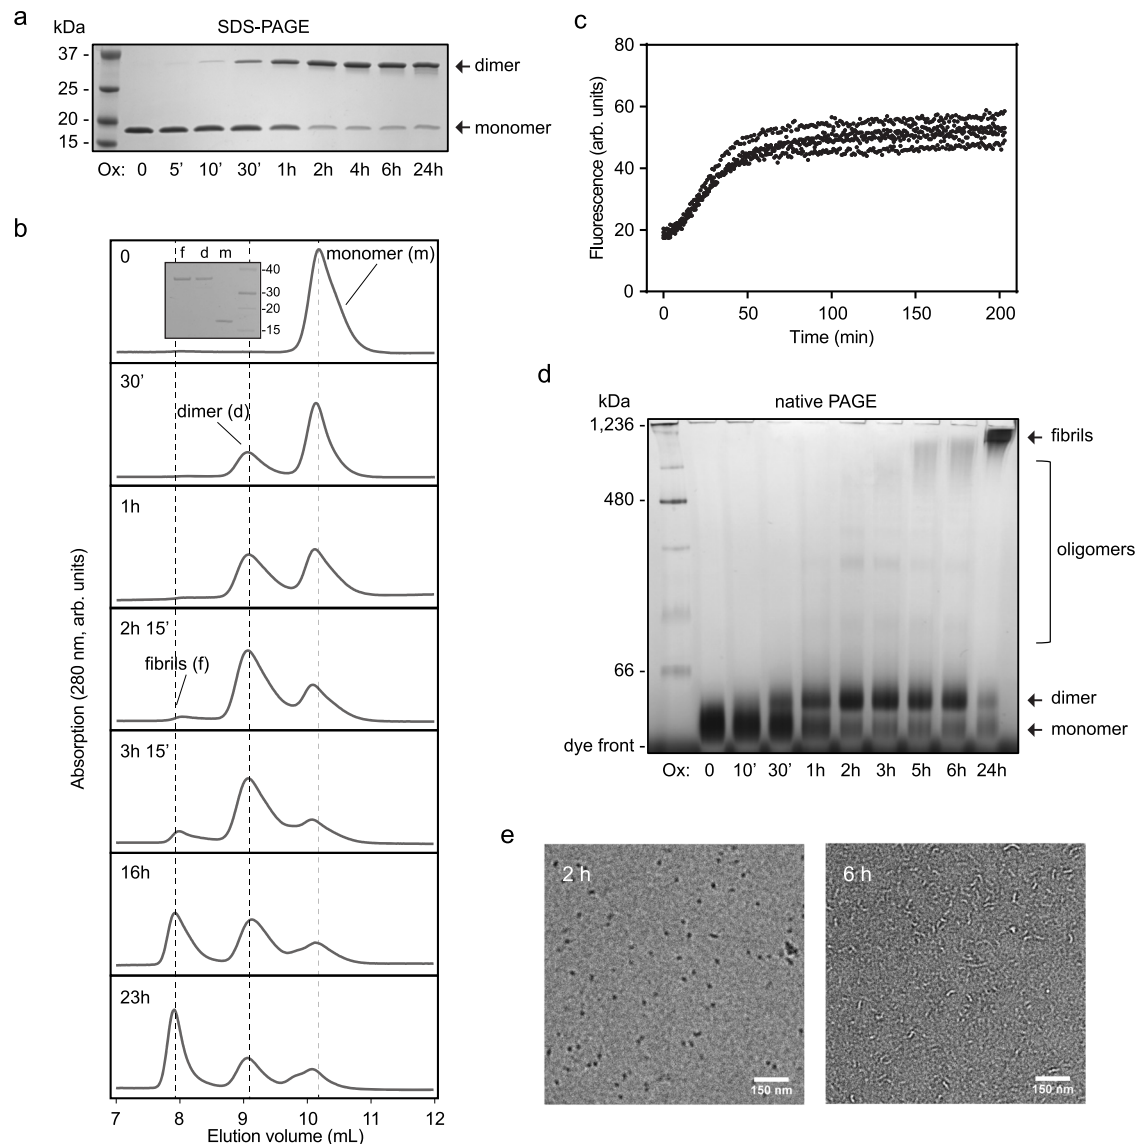 a
SDS-PAGE
kDa
37 -
25 -
20 -
15 -
dimer
monomer
Ox: 0 5’ 10’ 30’ 1h 2h 4h 6h 24h
b
Absorption (280 nm, arb. units)
0
f d m
-40
-30
-20
-15
monomer (m)
30’
dimer (d)
1h
2h 15’
fibrils (f)
3h 15’
16h
23h
7 8 9 10 11 12
Elution volume (mL)
c
Fluorescence (arb. units)
80
60
40
20
0
0 50 100 150 200
Time (min)
d
kDa
native PAGE
1,236 -
480 -
66 -
dye front -
fibrils
oligomers
dimer
monomer
Ox: 0 10’ 30’ 1h 2h 3h 5h 6h 24h
e
2 h
150 nm
6 h
150 nm